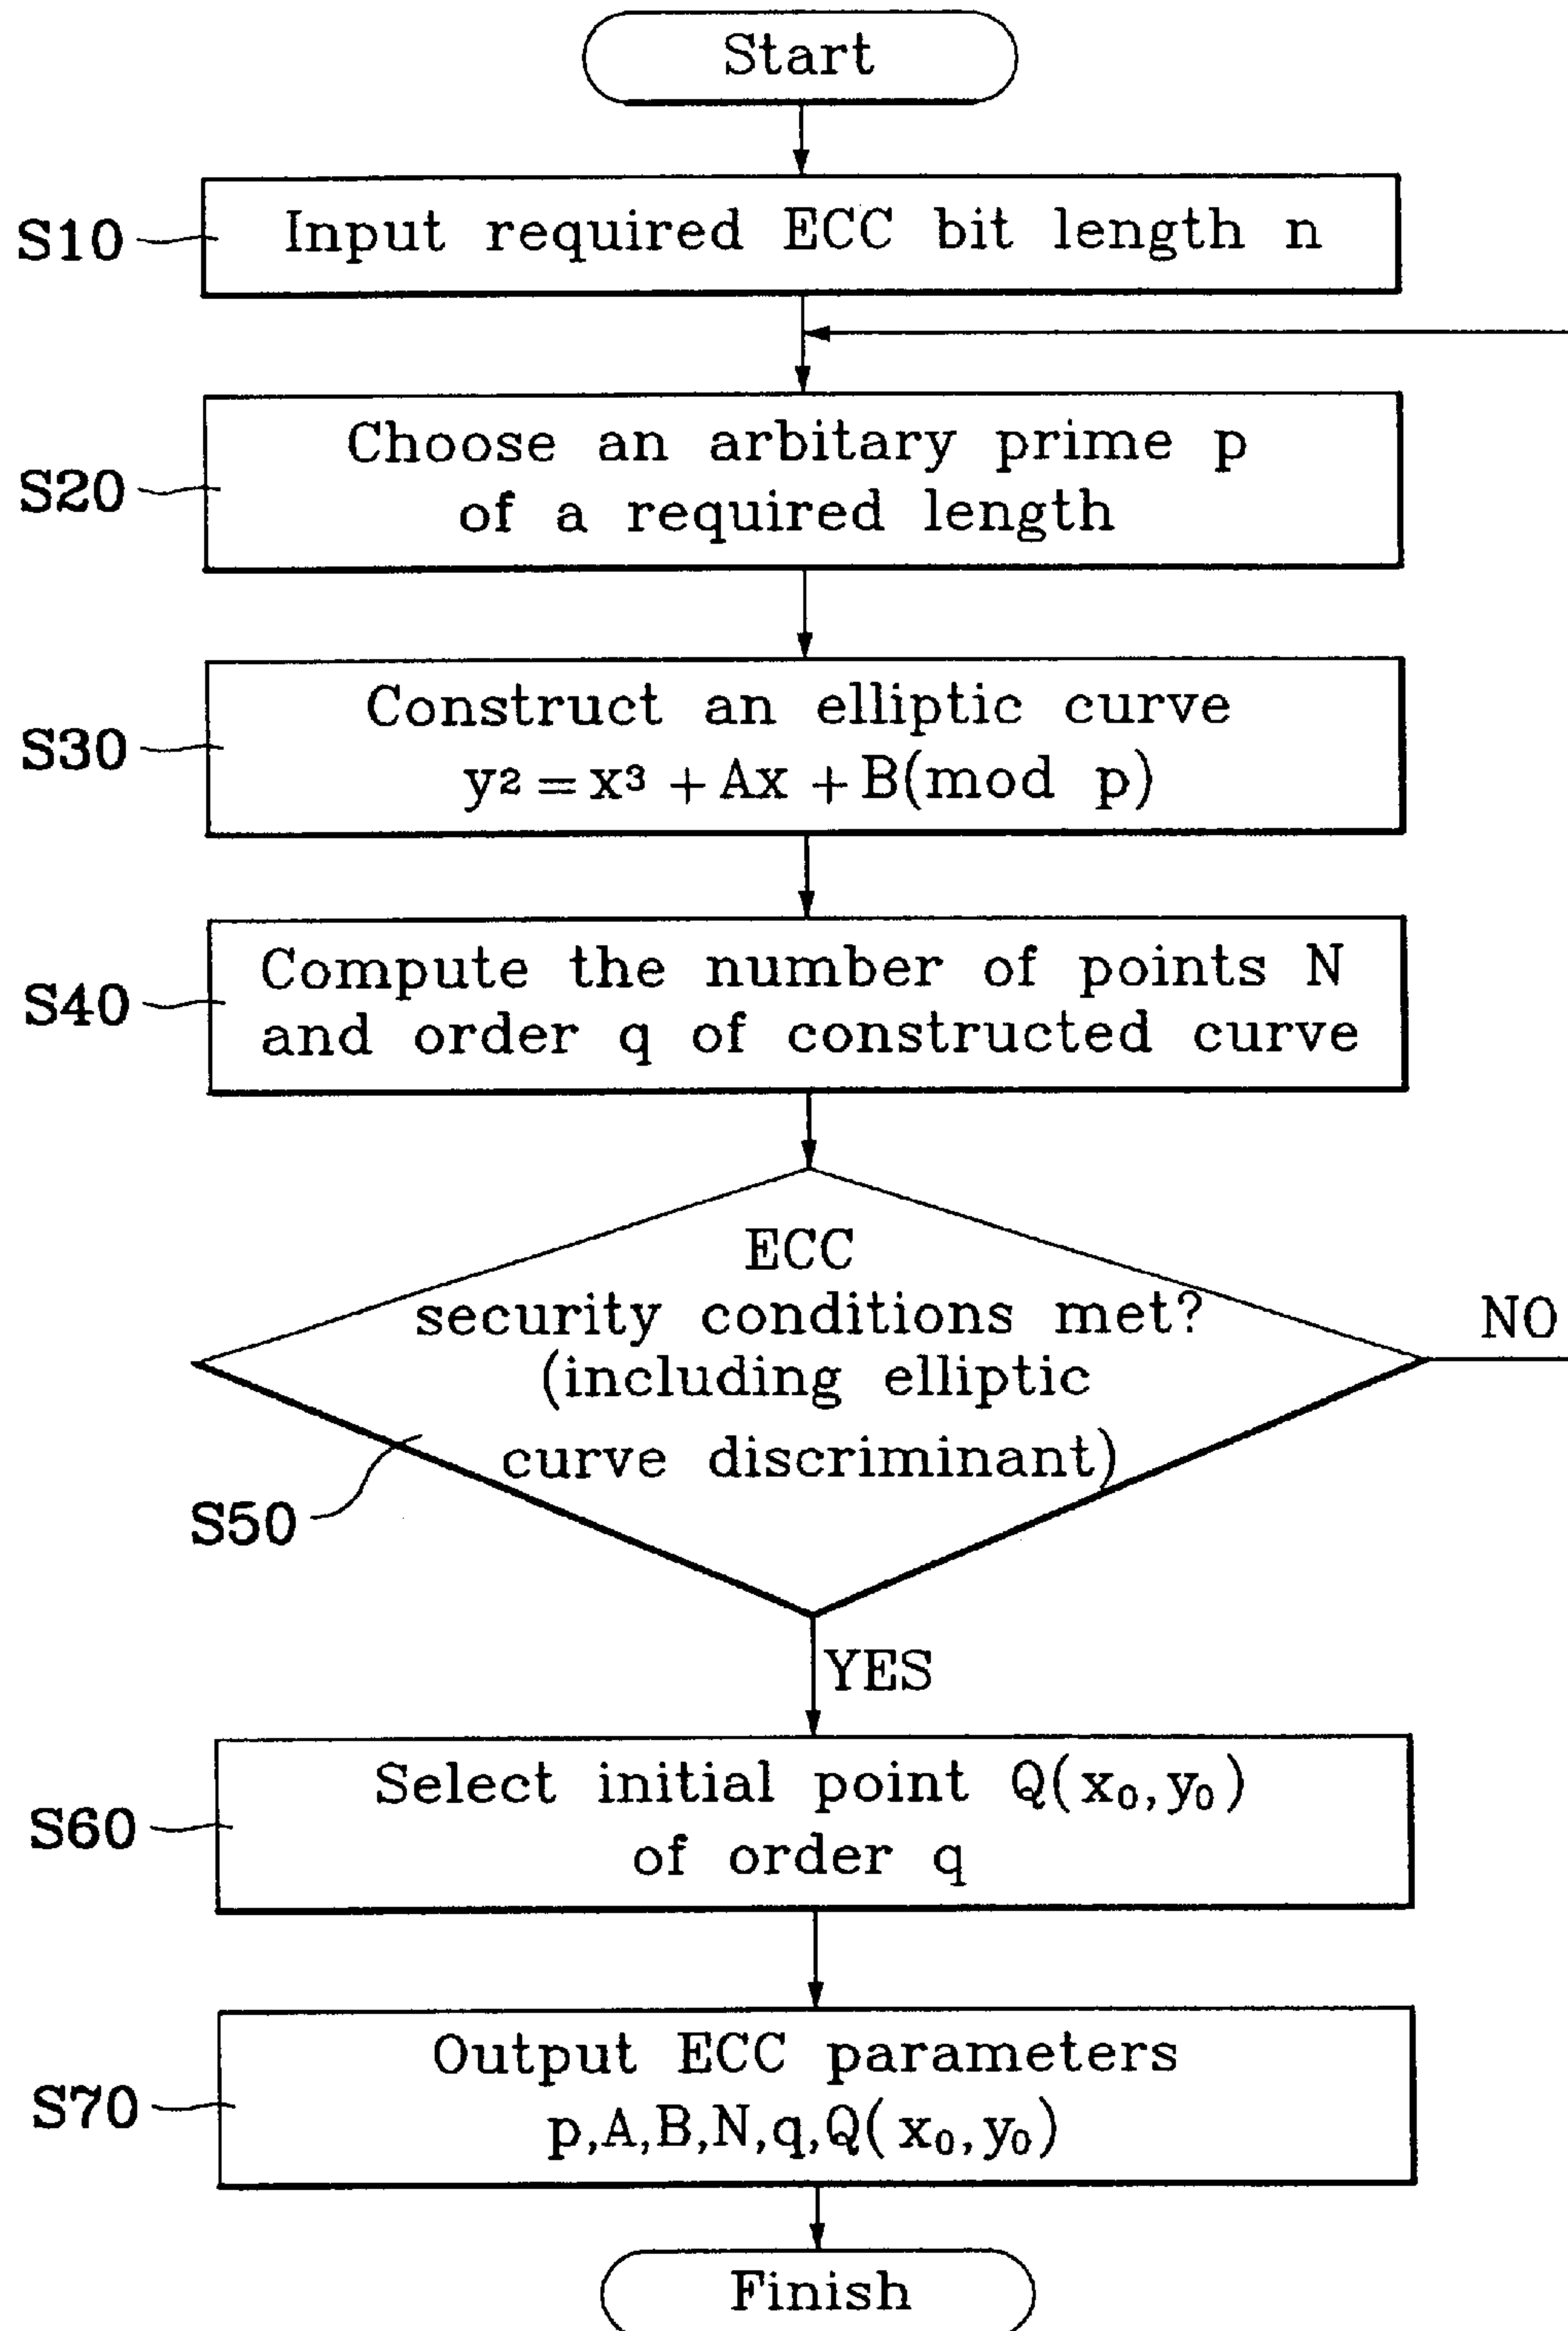 Start
S10
Input required ECC bit length n
S20
Choose an arbitary prime p
of a required length
S30
Construct an elliptic curve
y² = x³ + Ax + B(mod p)
S40
Compute the number of points N
and order q of constructed curve
ECC
security conditions met?
(including elliptic
curve discriminant)
NO
S50
YES
S60
Select initial point Q(x₀,y₀)
of order q
S70
Output ECC parameters
p,A,B,N,q,Q(x₀,y₀)
Finish